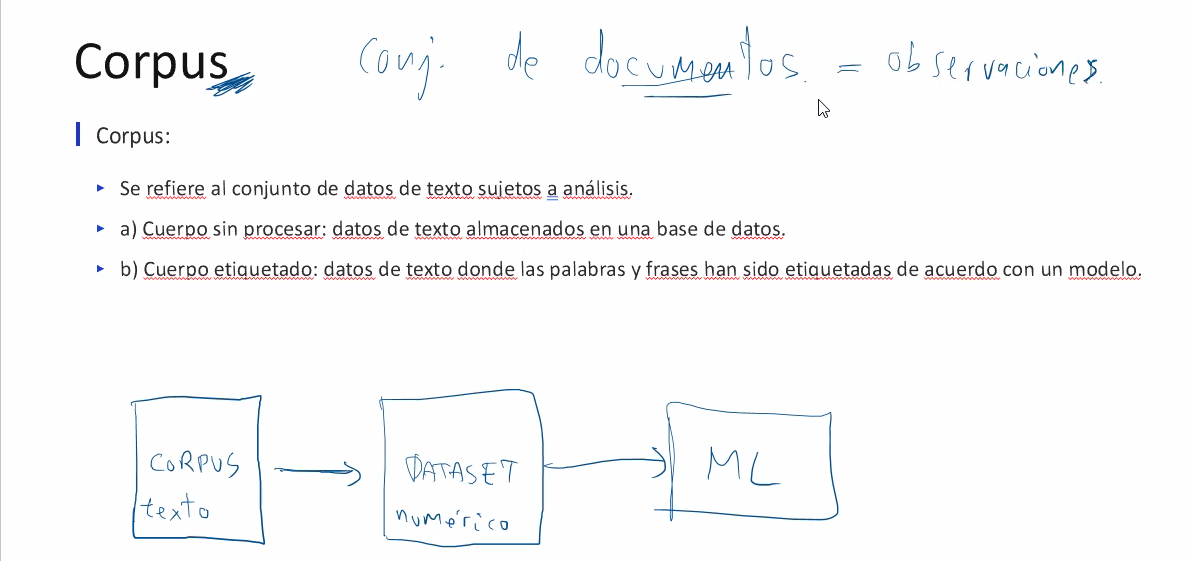 Corpus Conj. de documentos. = observaciones.
Corpus:
Se refiere al conjunto de datos de texto sujetos a análisis.
a) Cuerpo sin procesar: datos de texto almacenados en una base de datos.
b) Cuerpo etiquetado: datos de texto donde las palabras y frases han sido etiquetadas de acuerdo con un modelo.
CORPUS
texto
DATASET
numérico
ML